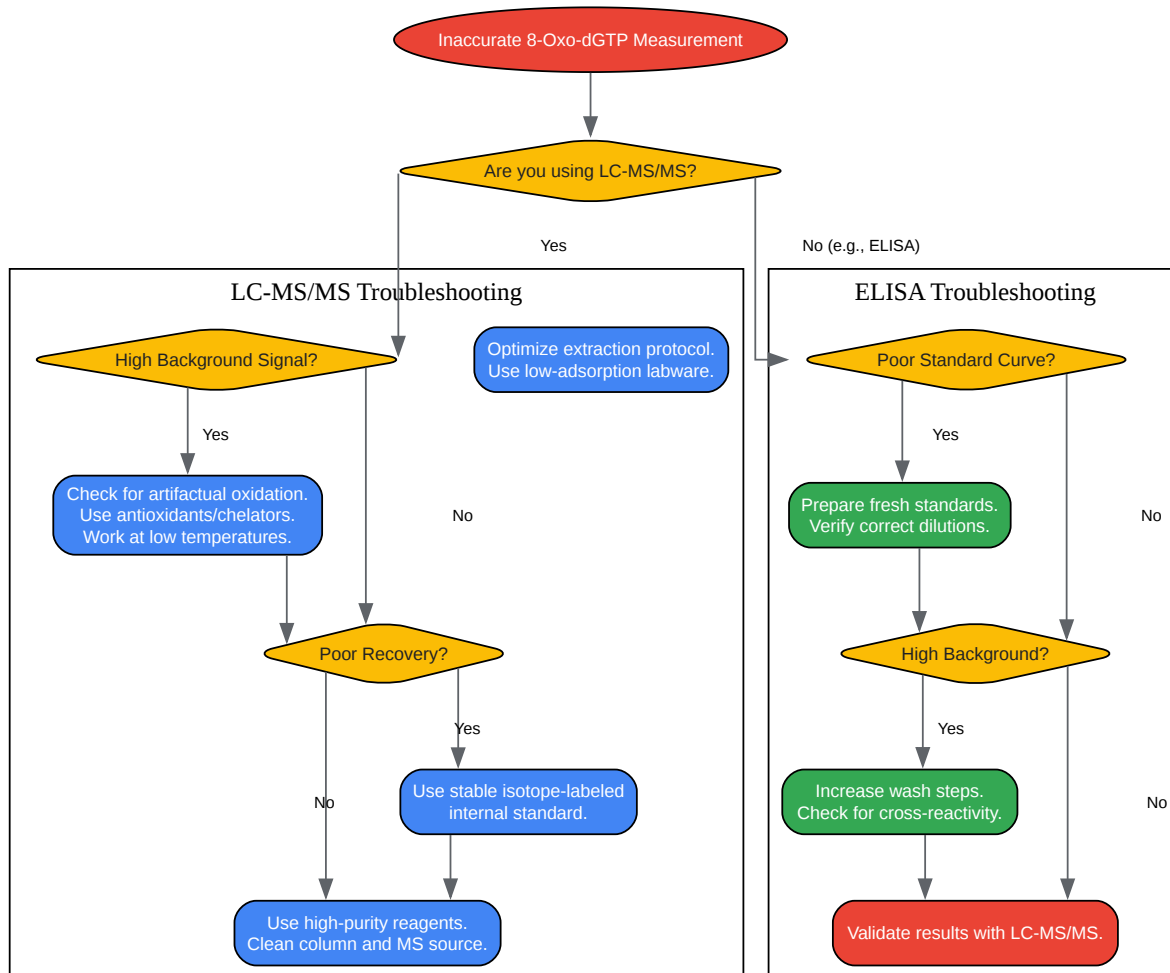 Inaccurate 8-Oxo-dGTP Measurement
Are you using LC-MS/MS?
Yes
No (e.g., ELISA)
LC-MS/MS Troubleshooting
High Background Signal?
Optimize extraction protocol.
Use low-adsorption labware.
Yes
Check for artifactual oxidation.
Use antioxidants/chelators.
Work at low temperatures.
No
Poor Recovery?
Yes
Use stable isotope-labeled
internal standard.
No
Use high-purity reagents.
Clean column and MS source.
ELISA Troubleshooting
Poor Standard Curve?
Yes
Prepare fresh standards.
Verify correct dilutions.
No
High Background?
Yes
Increase wash steps.
Check for cross-reactivity.
No
Validate results with LC-MS/MS.